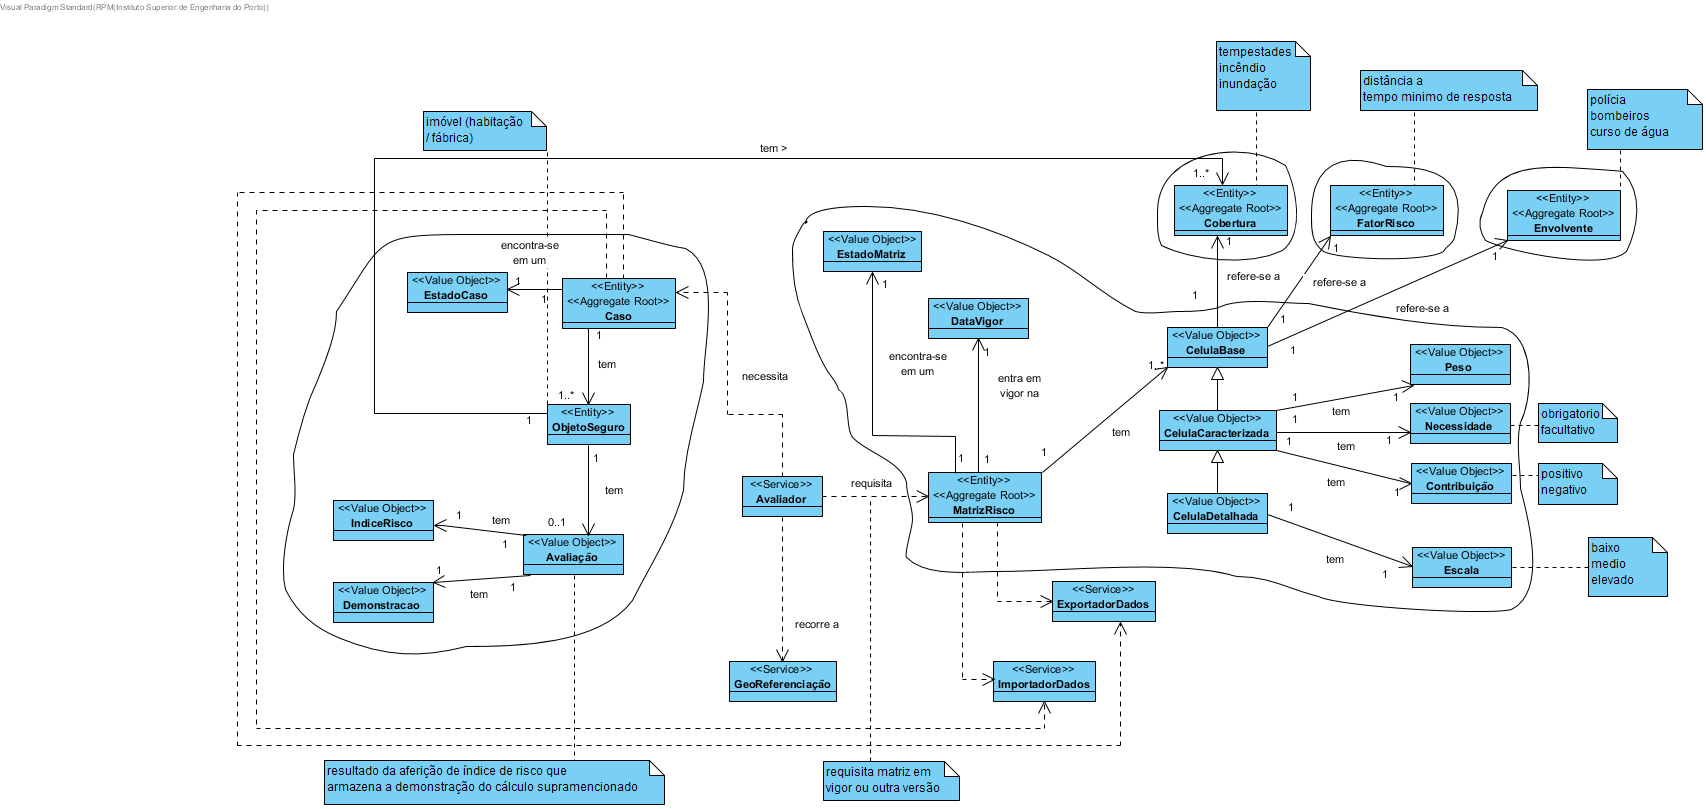 Visual Paradigm Standard(RPM(Instituto Superior de Engenharia do Porto))
tempestades
incêndio
inundação
distância a
tempo minimo de resposta
polícia
bombeiros
curso de água
imóvel (habitação
/ fábrica)
tem >
1..*
<<Entity>>
<<Aggregate Root>>
Cobertura
1
<<Entity>>
<<Aggregate Root>>
FatorRisco
1
<<Entity>>
<<Aggregate Root>>
Envolvente
1
encontra-se
em um
<<Value Object>>
EstadoCaso
1
1
<<Entity>>
<<Aggregate Root>>
Caso
1
tem
1..*
<<Entity>>
ObjetoSeguro
1
1
tem
0..1
<<Value Object>>
IndiceRisco
1
tem
1
<<Value Object>>
Avaliação
<<Value Object>>
Demonstracao
1
tem
1
necessita
<<Service>>
Avaliador
requisita
recorre a
<<Service>>
GeoReferenciação
<<Value Object>>
EstadoMatriz
1
<<Value Object>>
DataVigor
1
encontra-se
em um
entra em
vigor na
1
1
1
<<Entity>>
<<Aggregate Root>>
MatrizRisco
tem
1..*
refere-se a
refere-se a
refere-se a
1
1
1
<<Value Object>>
CelulaBase
<<Value Object>>
CelulaCaracterizada
<<Value Object>>
CelulaDetalhada
1
tem
1
<<Value Object>>
Peso
1
tem
1
<<Value Object>>
Necessidade
obrigatorio
facultativo
1
tem
1
<<Value Object>>
Contribuição
positivo
negativo
1
tem
1
<<Value Object>>
Escala
baixo
medio
elevado
<<Service>>
ExportadorDados
<<Service>>
ImportadorDados
resultado da aferição de índice de risco que
armazena a demonstração do cálculo supramencionado
requisita matriz em
vigor ou outra versão